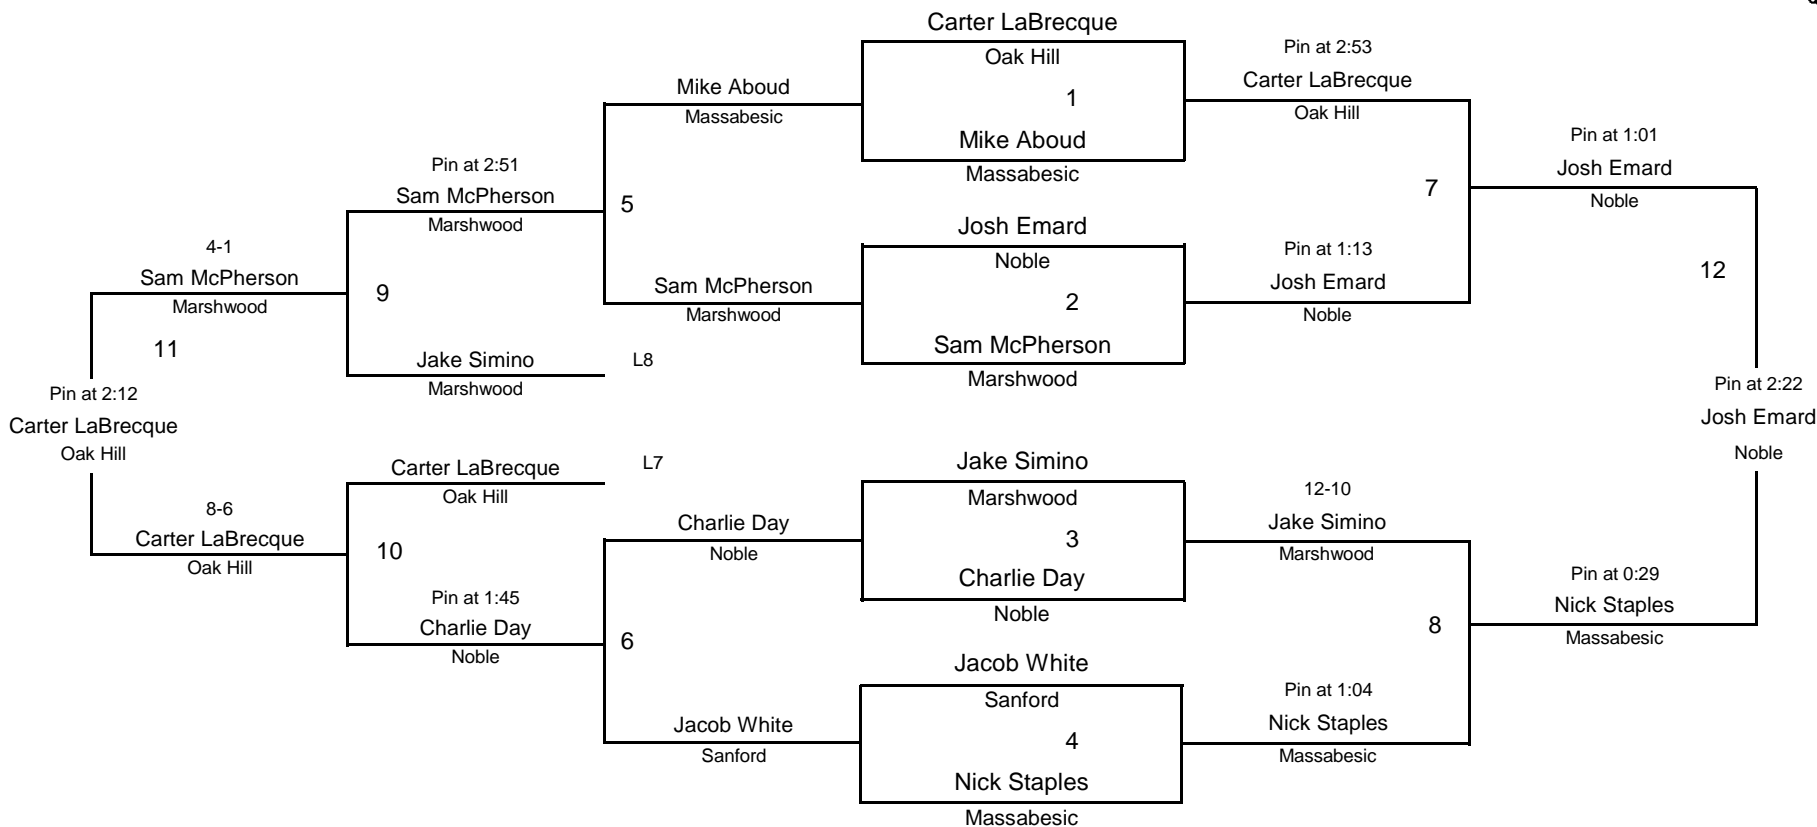 Carter LaBrecque
Oak Hill
1
Mike Aboud
Massabesic
Josh Emard
Noble
2
Sam McPherson
Marshwood
Jake Simino
Marshwood
3
Charlie Day
Noble
Jacob White
Sanford
4
Nick Staples
Massabesic
Pin at 2:53
Carter LaBrecque
Oak Hill
7
Pin at 1:13
Josh Emard
Noble
12-10
Jake Simino
Marshwood
8
Pin at 1:04
Nick Staples
Massabesic
Pin at 1:01
Josh Emard
Noble
12
Pin at 0:29
Nick Staples
Massabesic
Pin at 2:22
Josh Emard
Noble
Mike Aboud
Massabesic
5
Sam McPherson
Marshwood
Charlie Day
Noble
6
Jacob White
Sanford
Pin at 2:51
Sam McPherson
Marshwood
9
Jake Simino
Marshwood
L8
Carter LaBrecque
Oak Hill
L7
10
Pin at 1:45
Charlie Day
Noble
4-1
Sam McPherson
Marshwood
11
8-6
Carter LaBrecque
Oak Hill
Pin at 2:12
Carter LaBrecque
Oak Hill